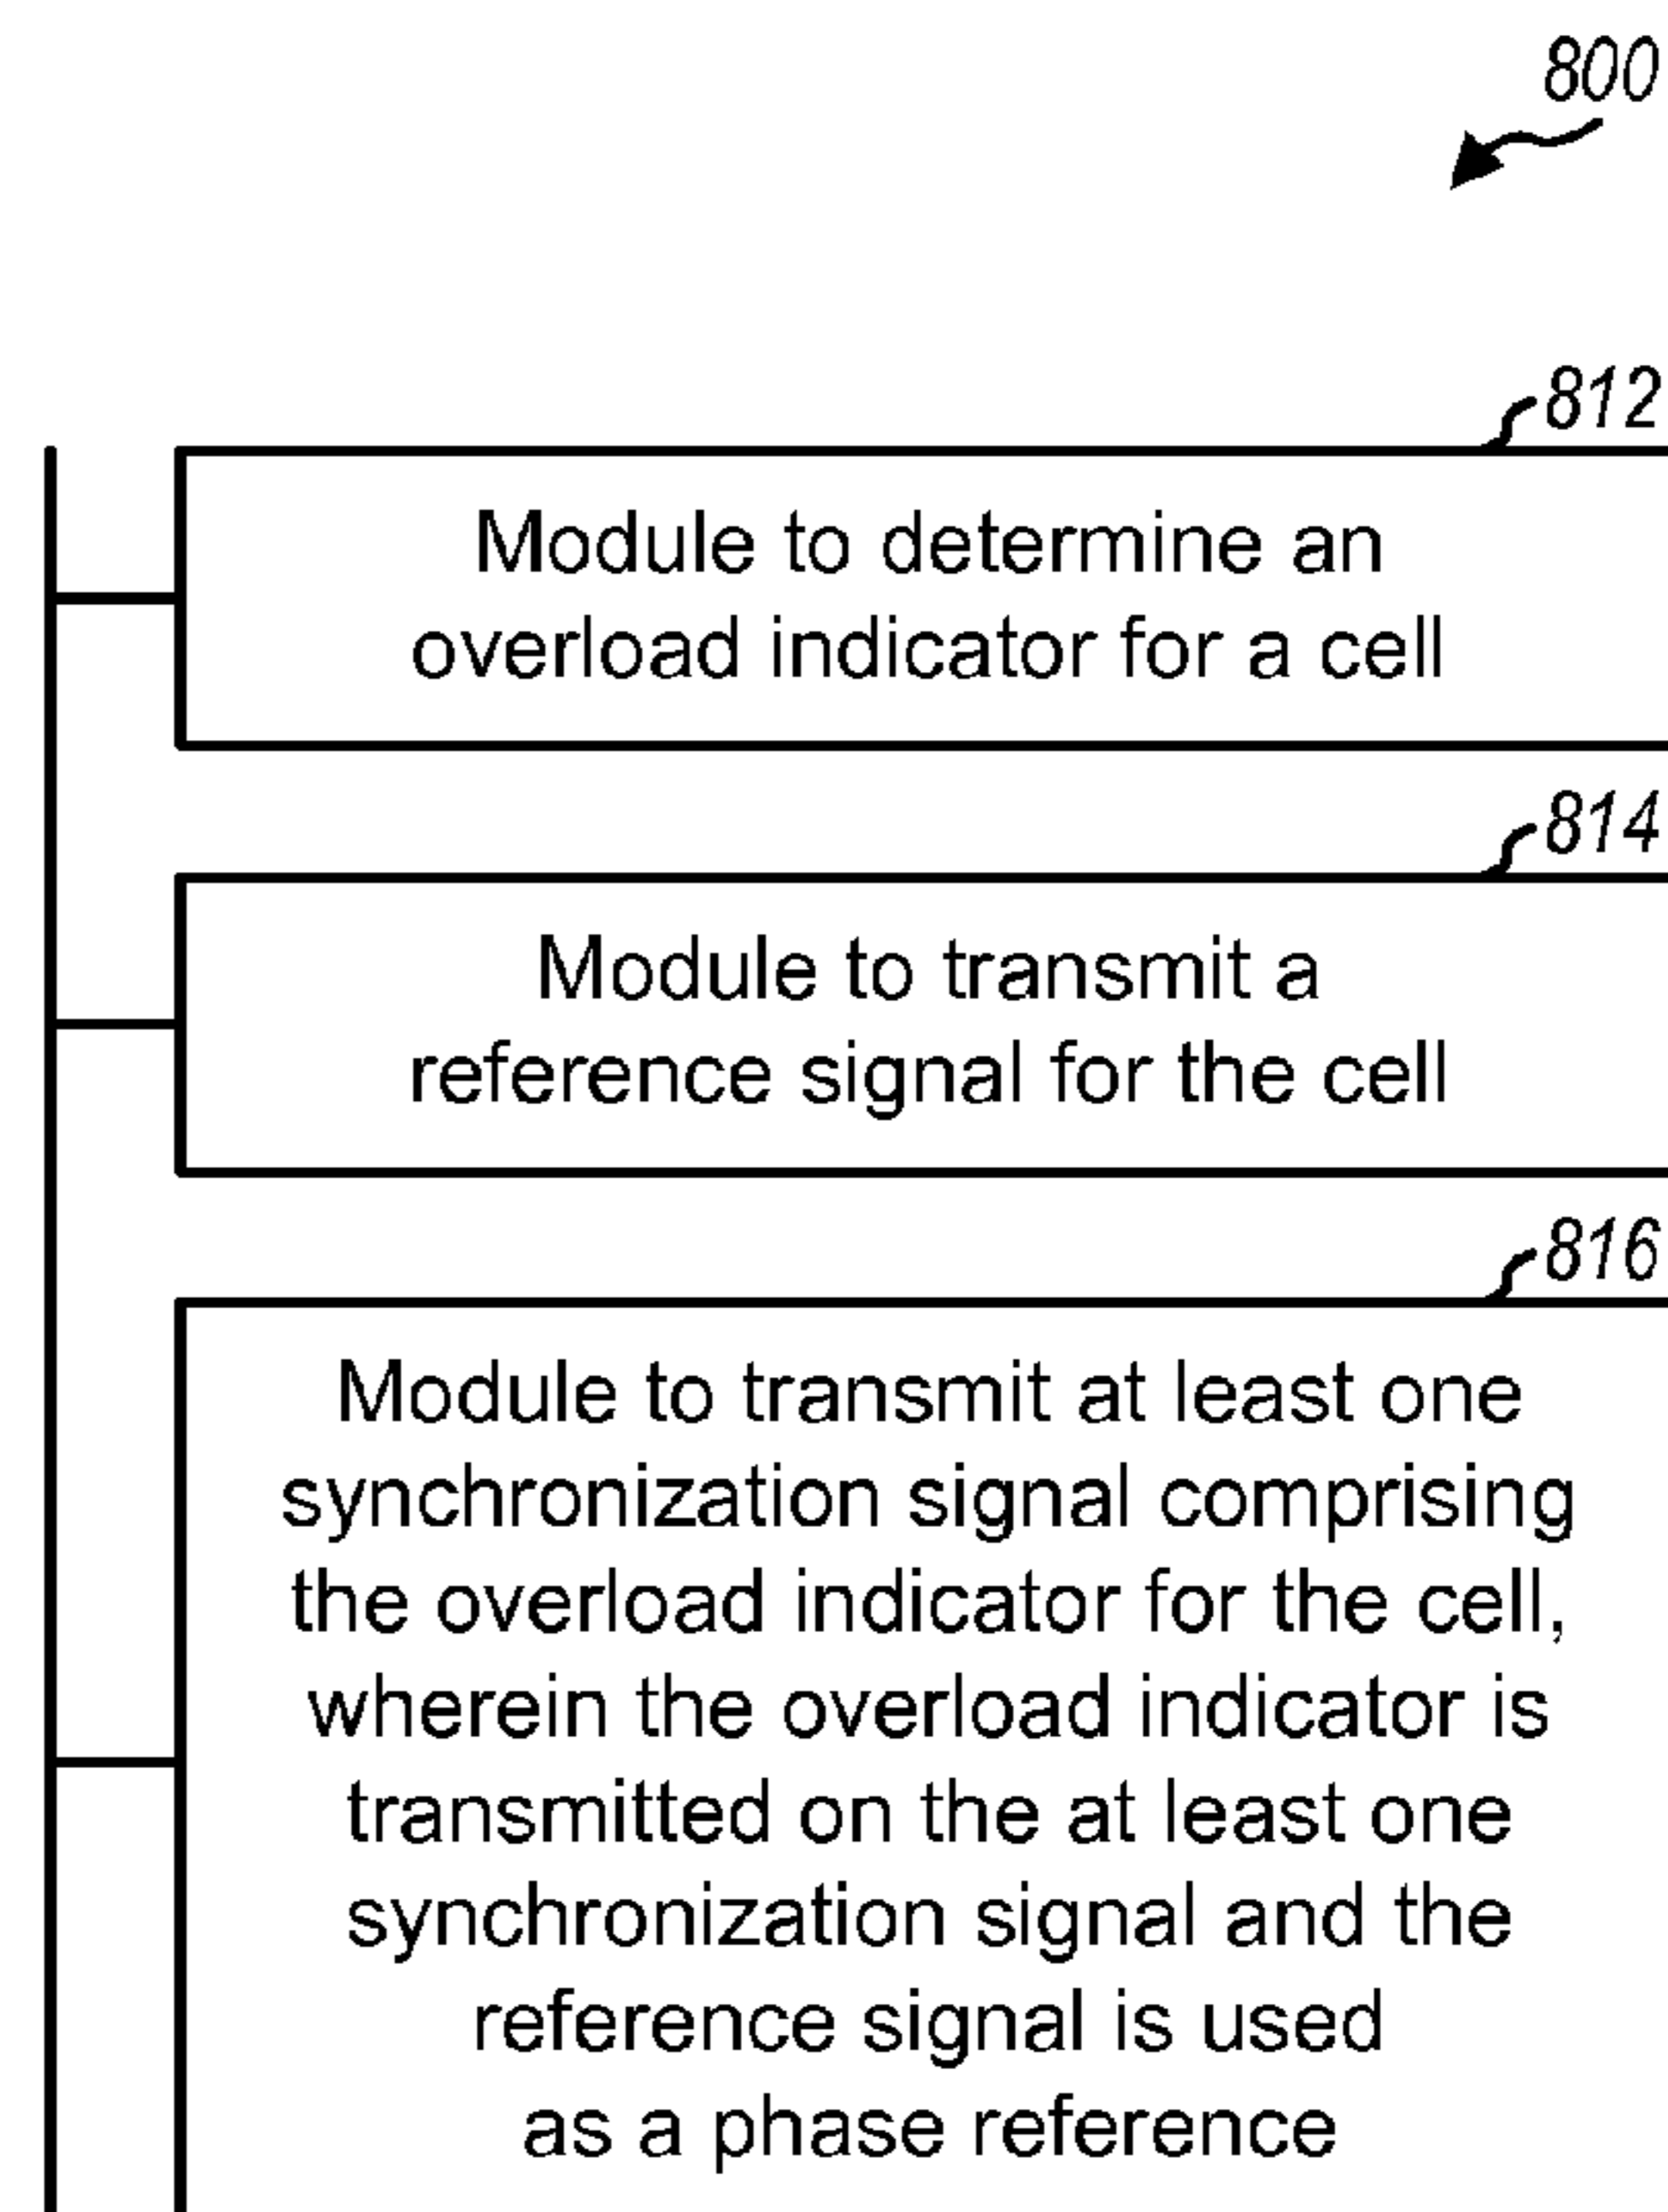 800
812
Module to determine an
overload indicator for a cell
814
Module to transmit a
reference signal for the cell
816
Module to transmit at least one
synchronization signal comprising
the overload indicator for the cell,
wherein the overload indicator is
transmitted on the at least one
synchronization signal and the
reference signal is used
as a phase reference